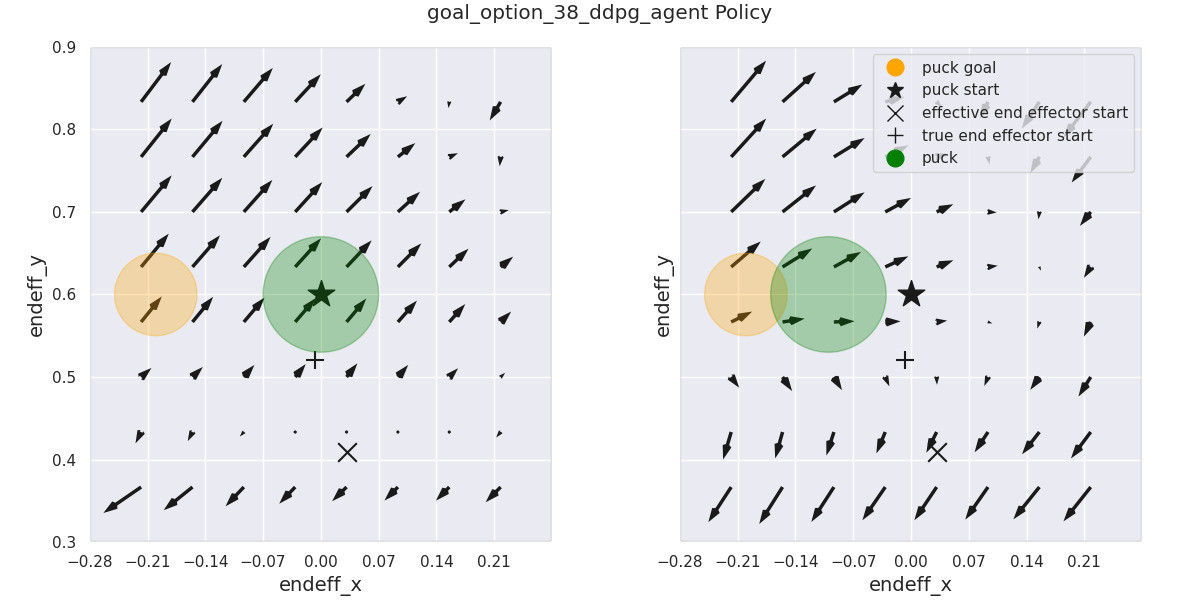 goal_option_38_ddpg_agent Policy
0.9
0.8
0.7
0.6
0.5
0.4
0.3
endeff_y
−0.28 −0.21 −0.14 −0.07 0.00 0.07 0.14 0.21
endeff_x
puck goal
puck start
effective end effector start
true end effector start
puck
endeff_y
−0.28 −0.21 −0.14 −0.07 0.00 0.07 0.14 0.21
endeff_x